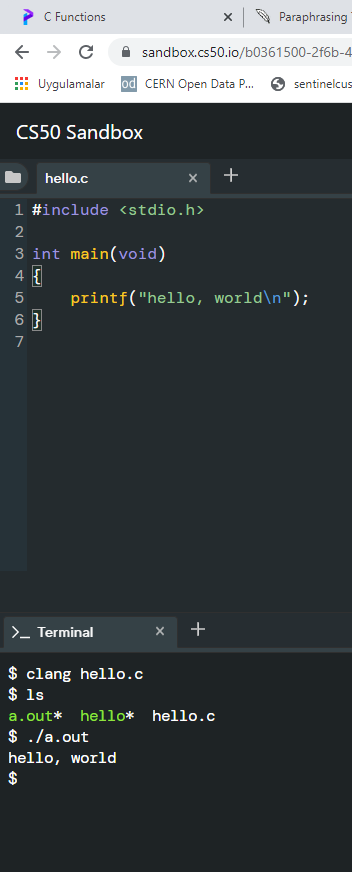 C Functions × Paraphrasing
sandbox.cs50.io/b0361500-2f6b-4
Uygulamalar od CERN Open Data P... sentinelcus
CS50 Sandbox
hello.c × +
1 #include <stdio.h>
2
3 int main(void)
4 {
5 printf("hello, world\n");
6 }
7
>_ Terminal × +
$ clang hello.c
$ ls
a.out* hello* hello.c
$ ./a.out
hello, world
$